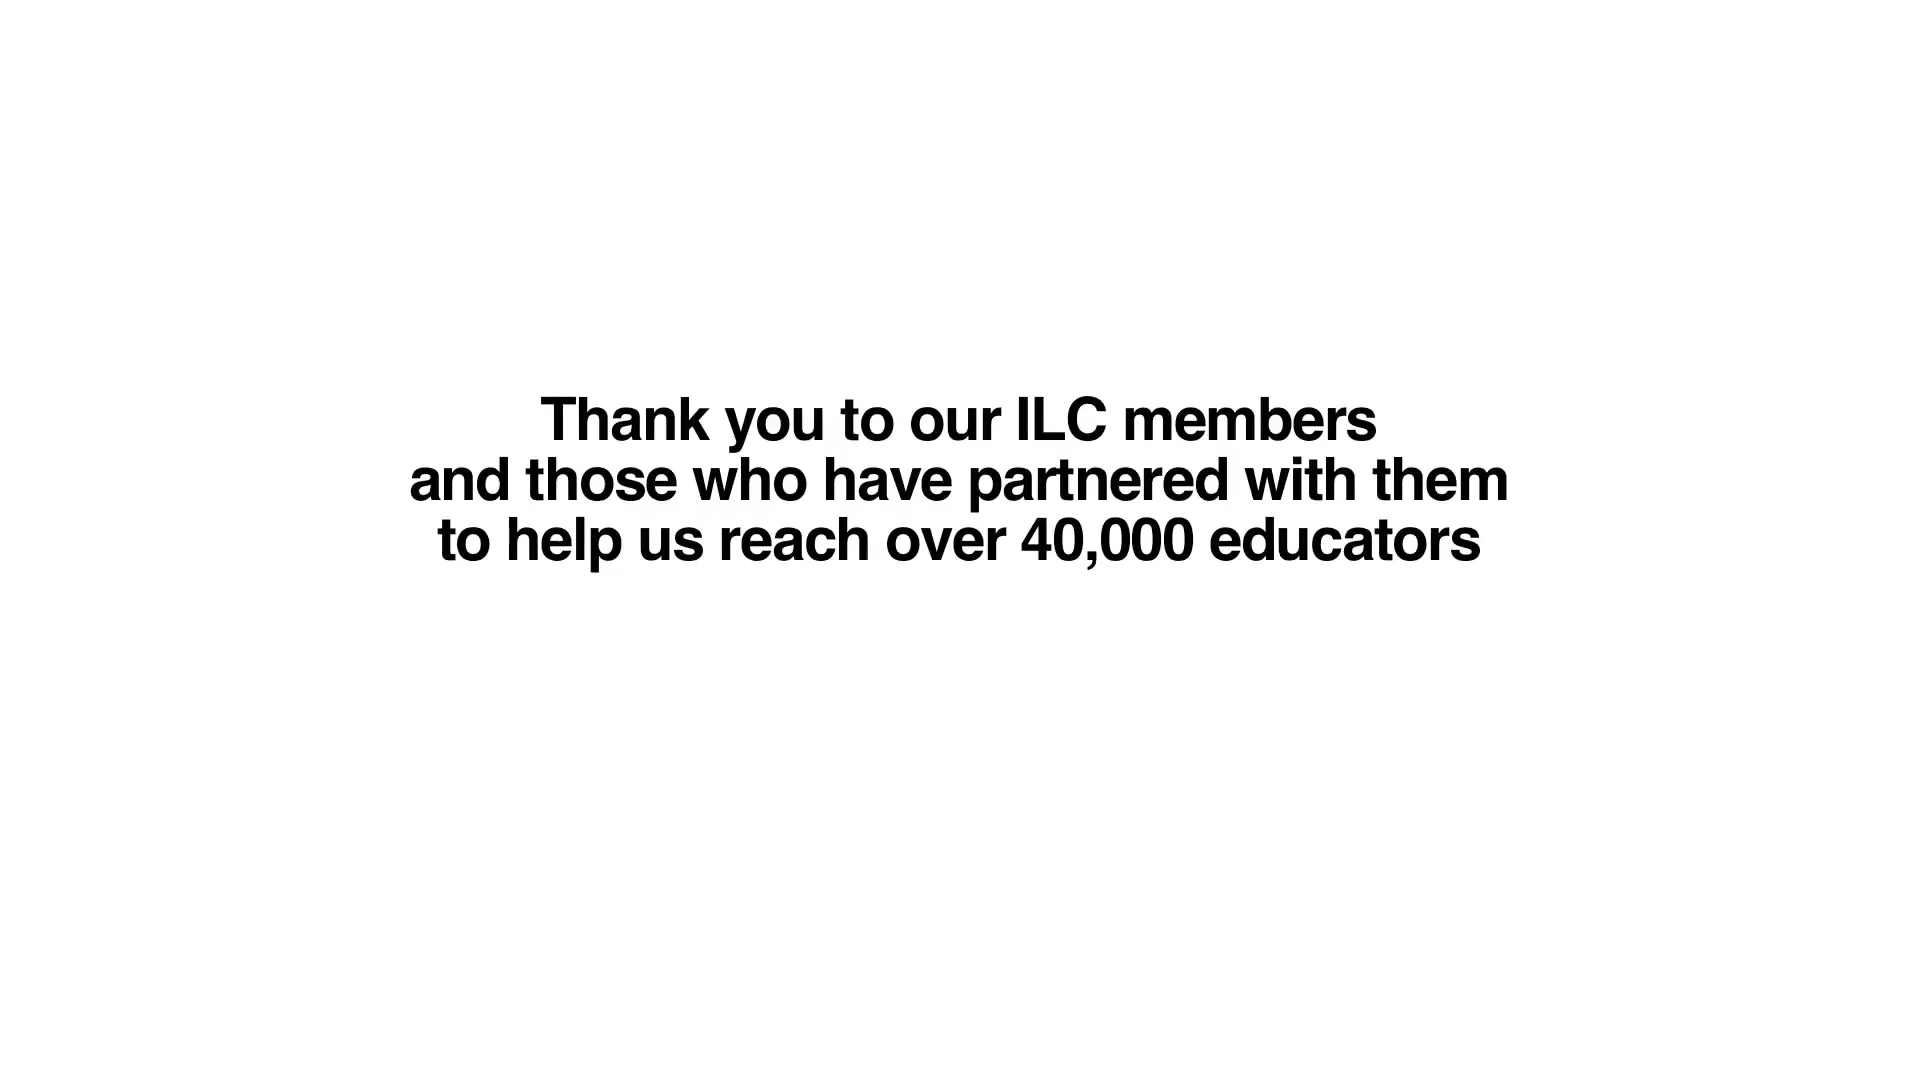 Thank you to our ILC members
and those who have partnered with them
to help us reach over 40,000 educators